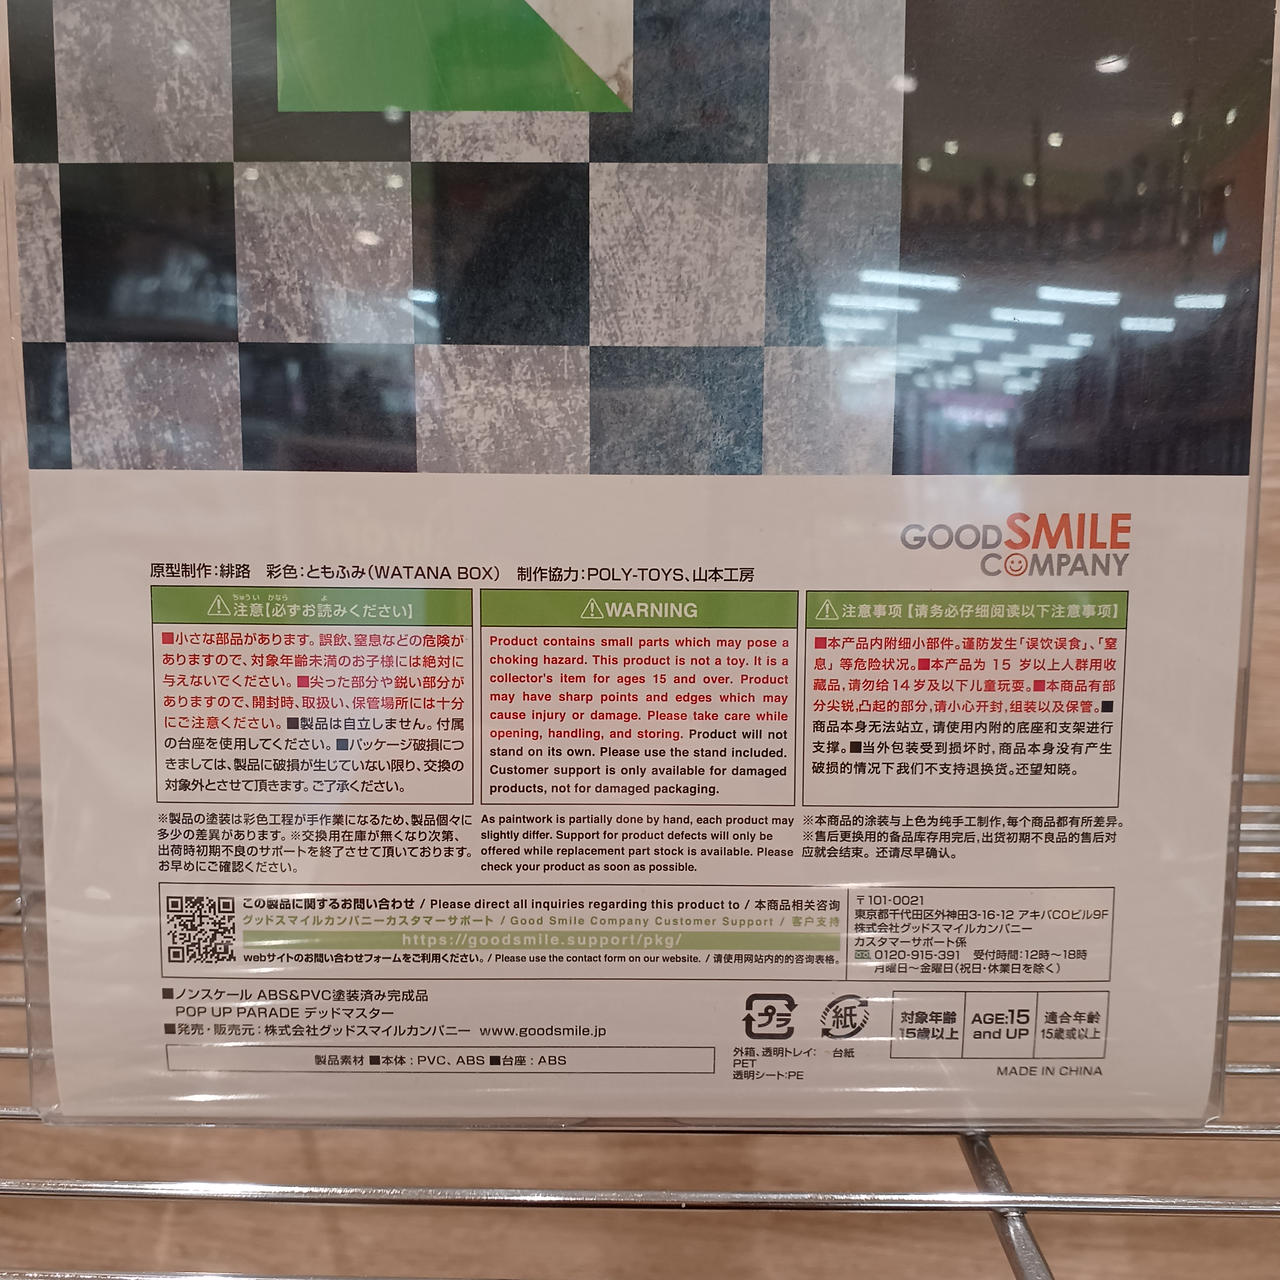 GOODSMILE
COMPANY
原型制作：緋路　彩色：ともふみ（WATANA BOX）　制作協力：POLY-TOYS、山本工房
ちゅうい かなら よ
注意【必ずお読みください】
■小さな部品があります。誤飲、窒息などの危険が
ありますので、対象年齢未満のお子様には絶対に
与えないでください。■尖った部分や鋭い部分が
ありますので、開封時、取扱い、保管場所には十分
にご注意ください。■製品は自立しません。付属
の台座を使用してください。■パッケージ破損につ
きましては、製品に破損が生じていない限り、交換の
対象外とさせて頂きます。ご了承ください。
WARNING
Product contains small parts which may pose a
choking hazard. This product is not a toy. It is a
collector's item for ages 15 and over. Product
may have sharp points and edges which may
cause injury or damage. Please take care while
opening, handling, and storing. Product will not
stand on its own. Please use the stand included.
Customer support is only available for damaged
products, not for damaged packaging.
注意事项【请务必仔细阅读以下注意事项】
■本产品内附细小部件。谨防发生「误饮误食」、「窒
息」等危险状况。■本产品为 15 岁以上人群用收
藏品，请勿给14岁及以下儿童玩耍。■本商品有部
分尖锐，凸起的部分，请小心开封，组装以及保管。■
商品本身无法站立，请使用内附的底座和支架进行
支撑。■当外包装受到损坏时，商品本身没有产生
破损的情况下我们不支持退换货。还望知晓。
※製品の塗装は彩色工程が手作業になるため、製品個々に
多少の差異があります。※交換用在庫が無くなり次第、
出荷時初期不良のサポートを終了させて頂いております。
お早めにご確認ください。
As paintwork is partially done by hand, each product may
slightly differ. Support for product defects will only be
offered while replacement part stock is available. Please
check your product as soon as possible.
※本商品的涂装与上色为纯手工制作，每个商品都有所差异。
※售后更换用的备品库存用完后，出货初期不良品的售后对
应就会结束。还请尽早确认。
この製品に関するお問い合わせ / Please direct all inquiries regarding this product to / 本商品相关咨询
グッドスマイルカンパニーカスタマーサポート / Good Smile Company Customer Support / 客户支持
https://goodsmile.support/pkg/
webサイトのお問い合わせフォームをご利用ください。/ Please use the contact form on our website. / 请使用网站内的的咨询表格。
〒101-0021
東京都千代田区外神田3-16-12 アキバCOビル9F
株式会社グッドスマイルカンパニー
カスタマーサポート係
0120-915-391　受付時間：12時～18時
月曜日～金曜日（祝日・休業日を除く）
■ノンスケール ABS&PVC塗装済み完成品
POP UP PARADE デッドマスター
■発売・販売元：株式会社グッドスマイルカンパニー www.goodsmile.jp
製品素材 ■本体：PVC、ABS ■台座：ABS
プラ
外箱、透明トレイ：
PET
透明シート：PE
紙
台紙
対象年齢
15歳以上
AGE:15
and UP
適合年齢
15歳或以上
MADE IN CHINA